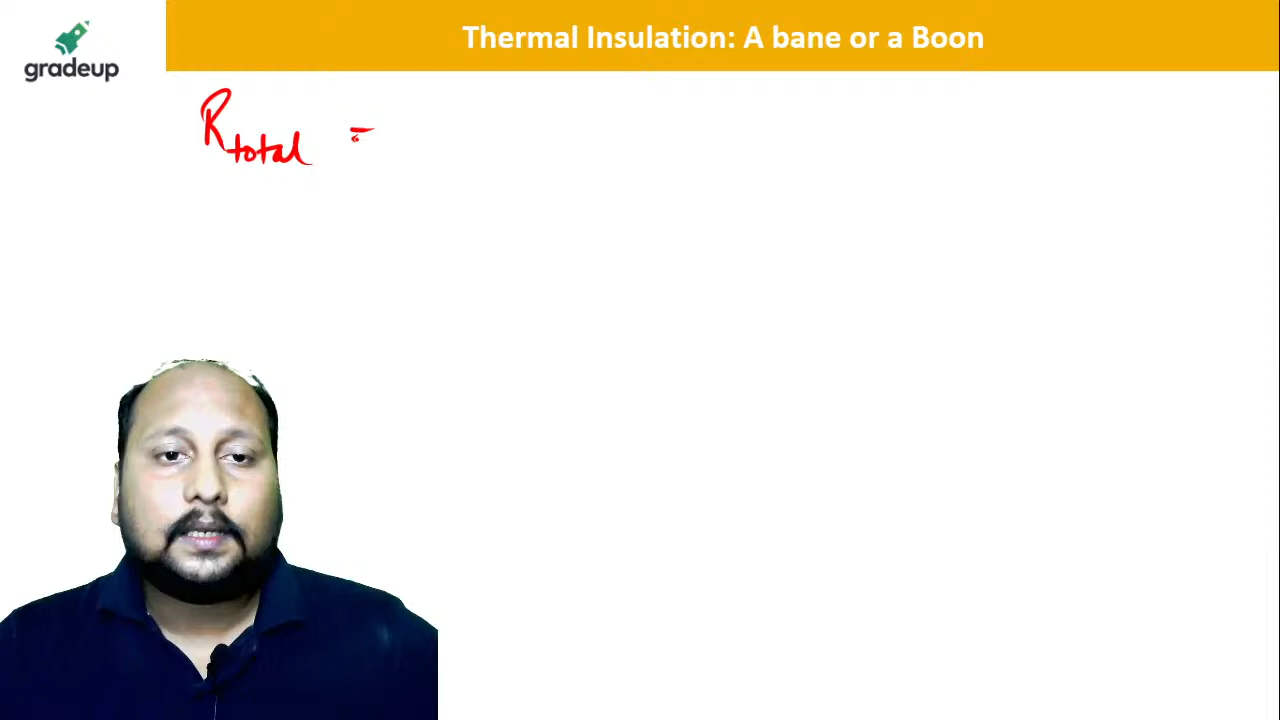 Thermal Insulation: A bane or a Boon
gradeup
R total =